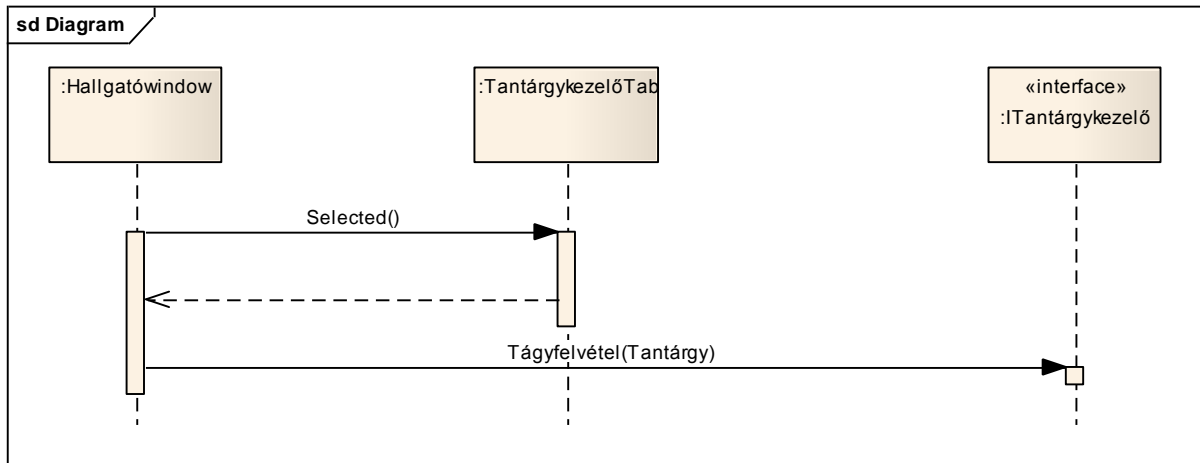 sd Diagram
:Hallgatówindow
:TantárgykezelőTab
«interface»
:ITantárgykezelő
Selected()
Tágyfelvétel(Tantárgy)